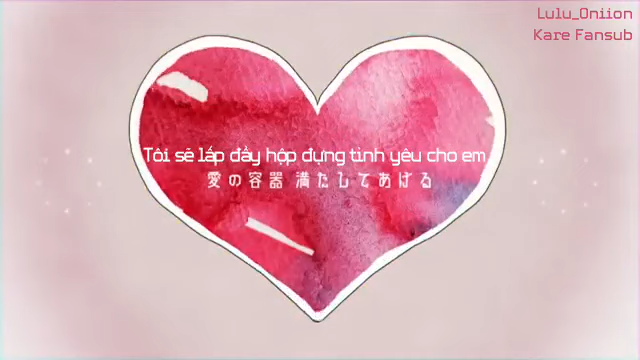 Lulu_Oniion
Kare Fansub
Tôi sẽ lấp đầy hộp đựng tình yêu cho em
愛の容器 満たしてあげる